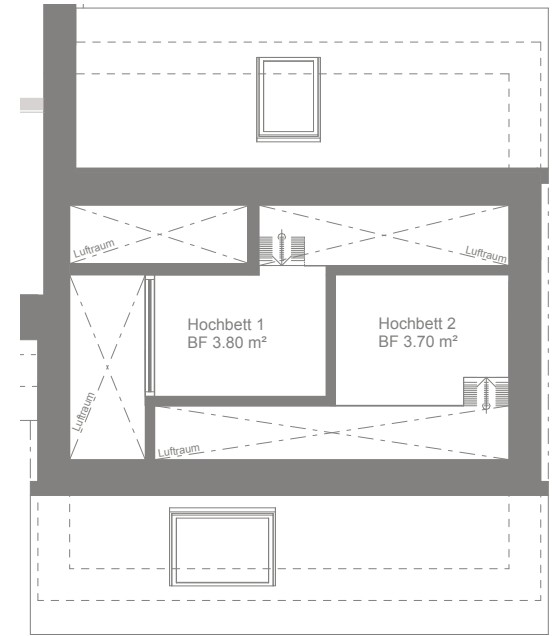 Luftraum
Luftraum
Hochbett 1
BF 3.80 m²
Hochbett 2
BF 3.70 m²
Luftraum
Luftraum